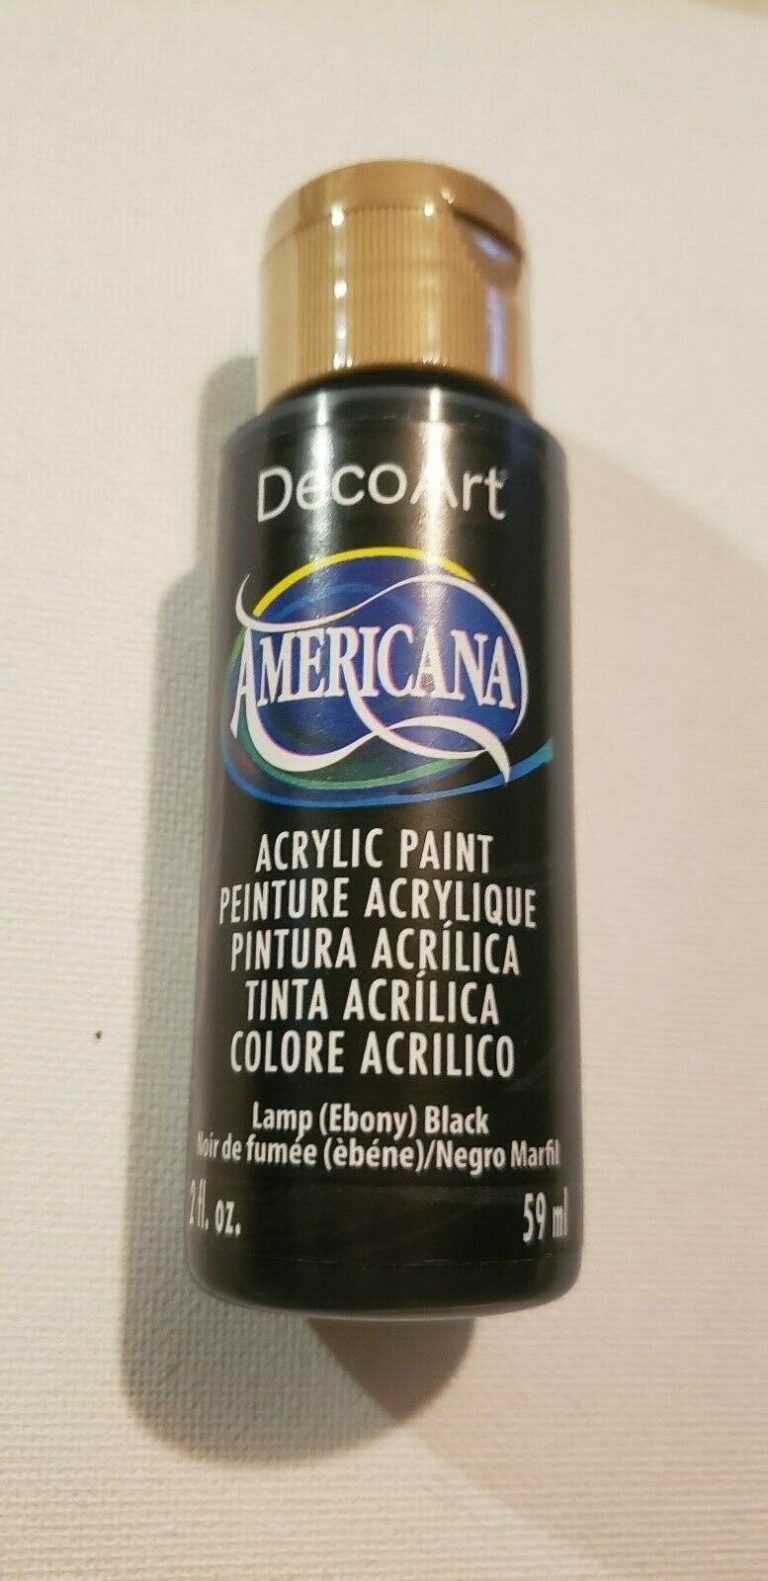 DecoArt®
AMERICANA
ACRYLIC PAINT
PEINTURE ACRYLIQUE
PINTURA ACRÍLICA
TINTA ACRÍLICA
COLORE ACRILICO
Lamp (Ebony) Black
Noir de fumée (èbéne)/Negro Marfil
2 fl. oz. 59 ml